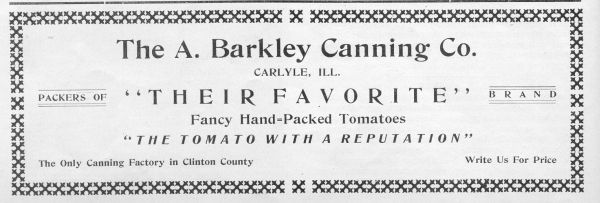 The A. Barkley Canning Co.
CARLYLE, ILL.
PACKERS OF "THEIR FAVORITE" BRAND
Fancy Hand=Packed Tomatoes
"THE TOMATO WITH A REPUTATION"
The Only Canning Factory in Clinton County Write Us For Price